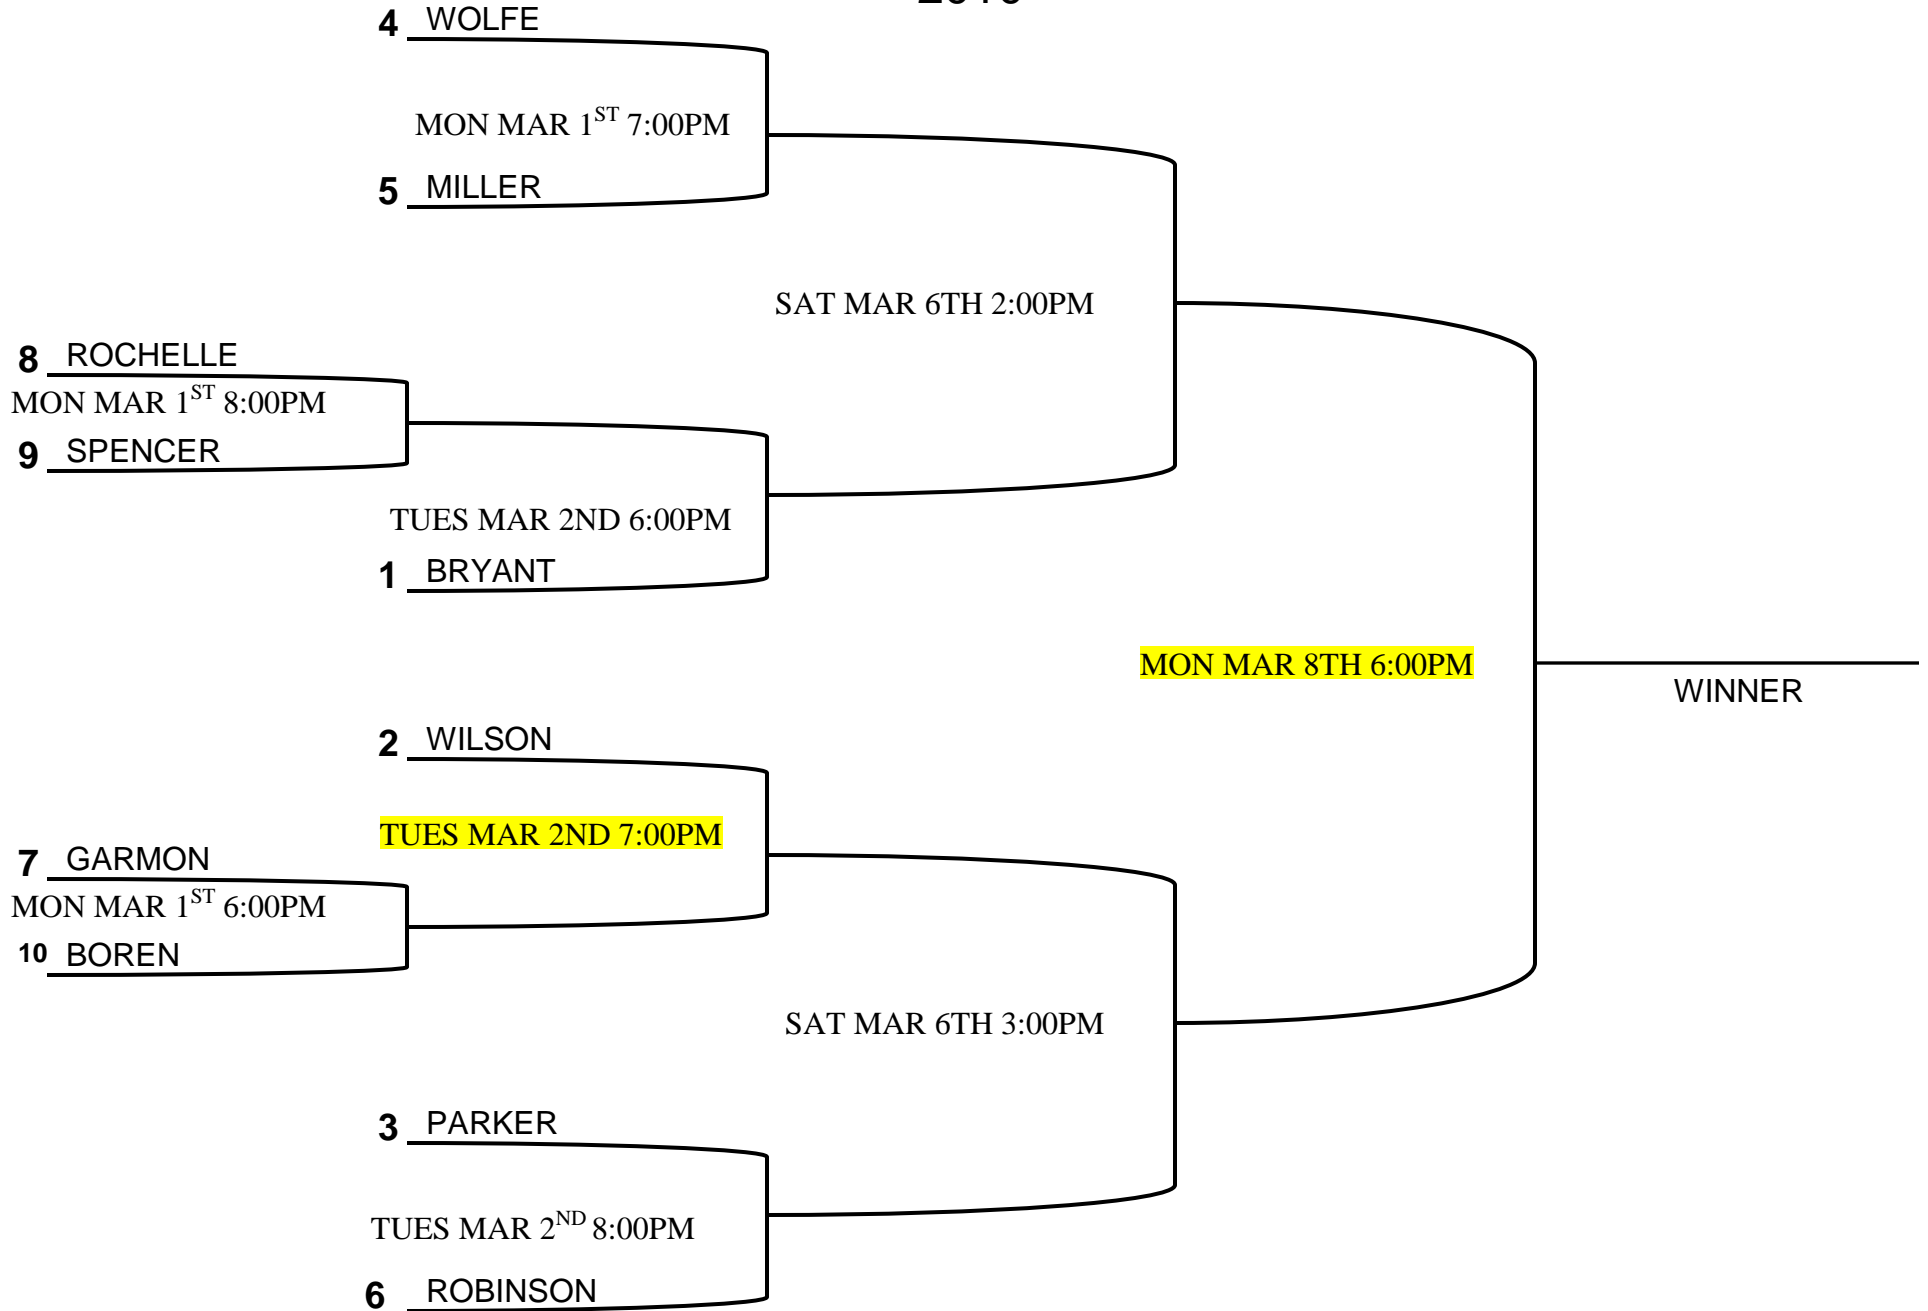 4 WOLFE
MON MAR 1ST 7:00PM
5 MILLER
SAT MAR 6TH 2:00PM
8 ROCHELLE
MON MAR 1ST 8:00PM
9 SPENCER
TUES MAR 2ND 6:00PM
1 BRYANT
MON MAR 8TH 6:00PM
WINNER
2 WILSON
TUES MAR 2ND 7:00PM
7 GARMON
MON MAR 1ST 6:00PM
10 BOREN
SAT MAR 6TH 3:00PM
3 PARKER
TUES MAR 2ND 8:00PM
6 ROBINSON